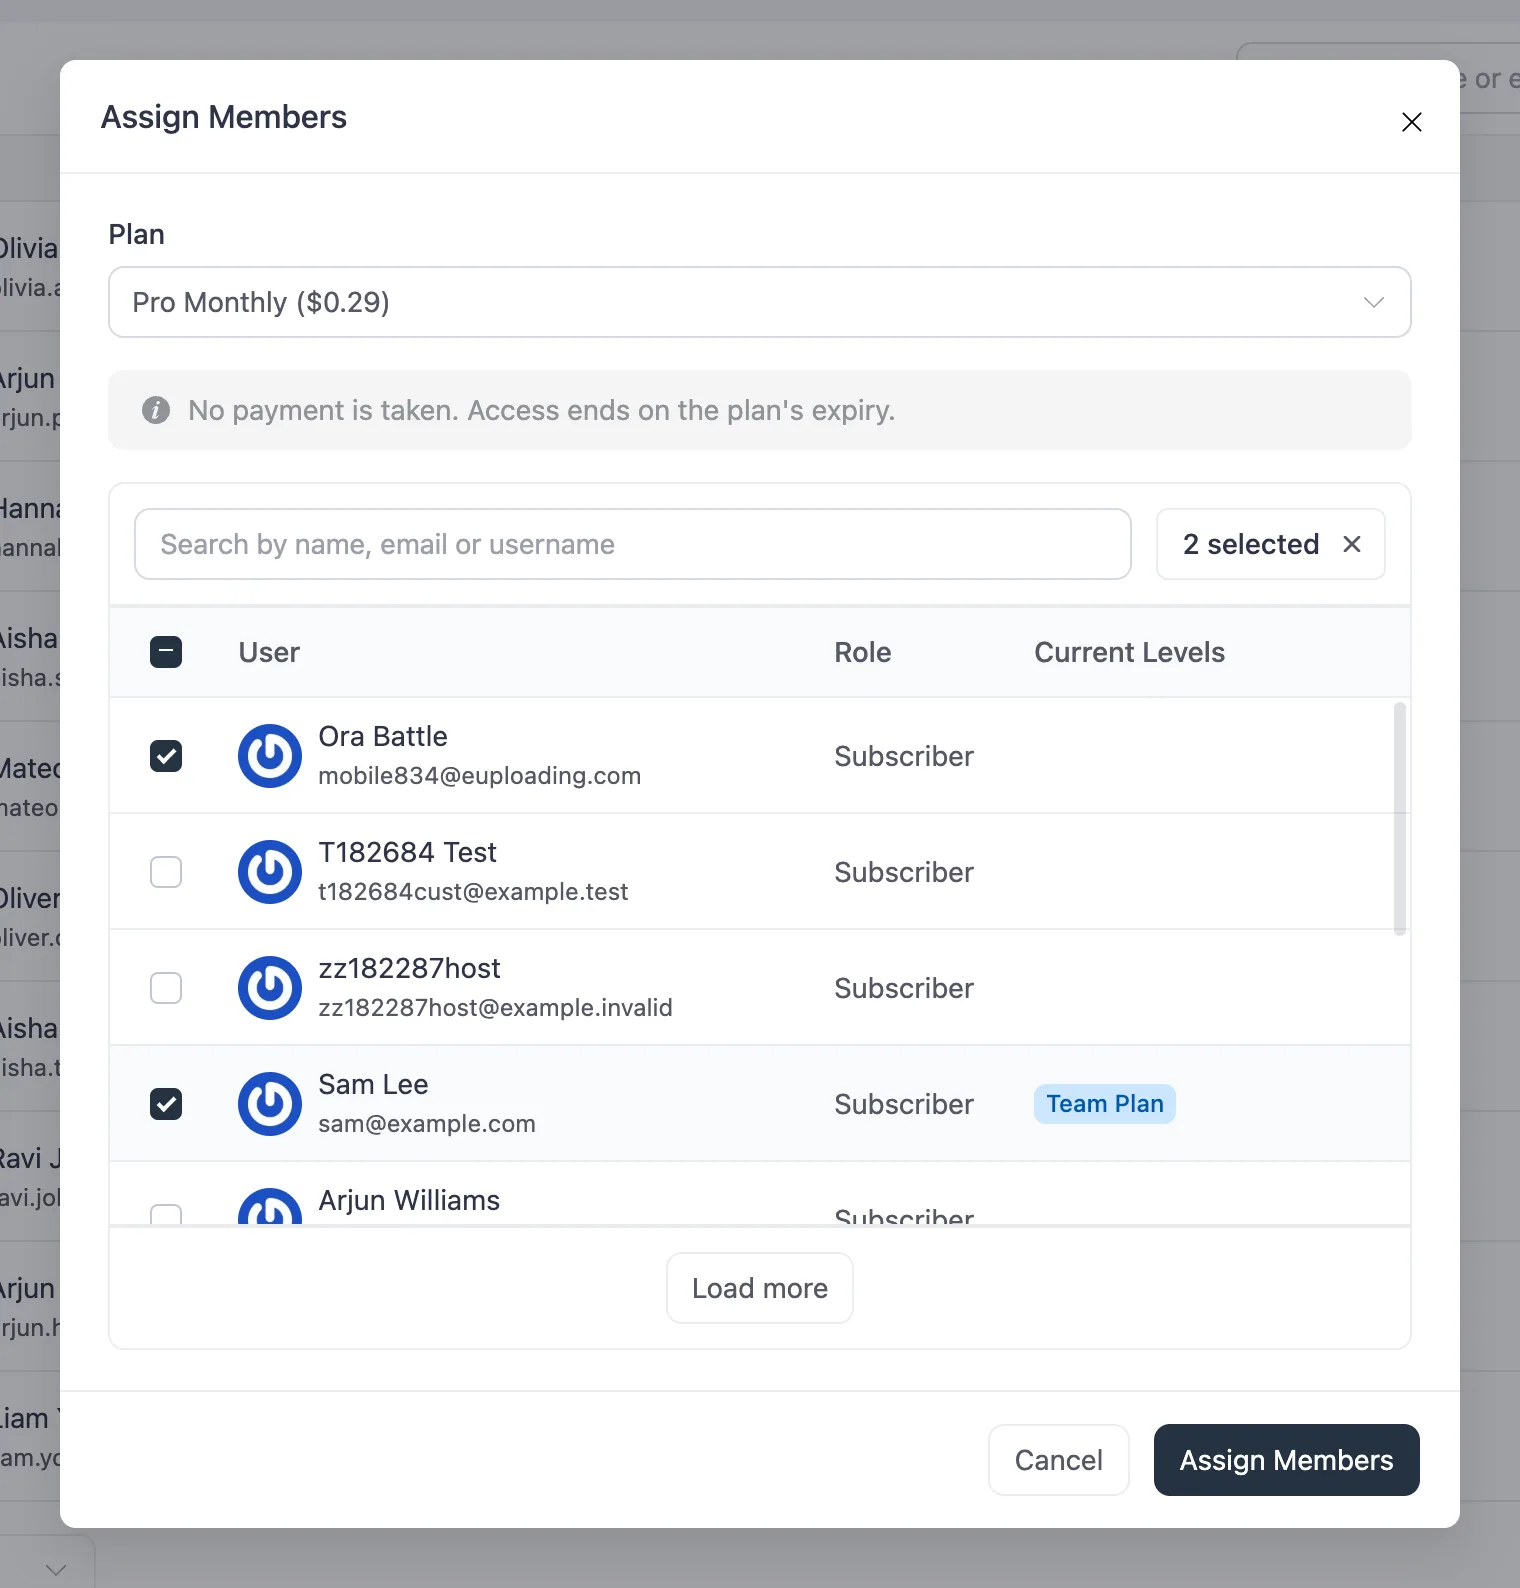 Assign Members
Plan
Pro Monthly ($0.29)
No payment is taken. Access ends on the plan's expiry.
Search by name, email or username
2 selected
User Role Current Levels
Ora Battle
mobile834@euploading.com
Subscriber
T182684 Test
t182684cust@example.test
Subscriber
zz182287host
zz182287host@example.invalid
Subscriber
Sam Lee
sam@example.com
Subscriber
Team Plan
Arjun Williams
Subscriber
Load more
Cancel
Assign Members